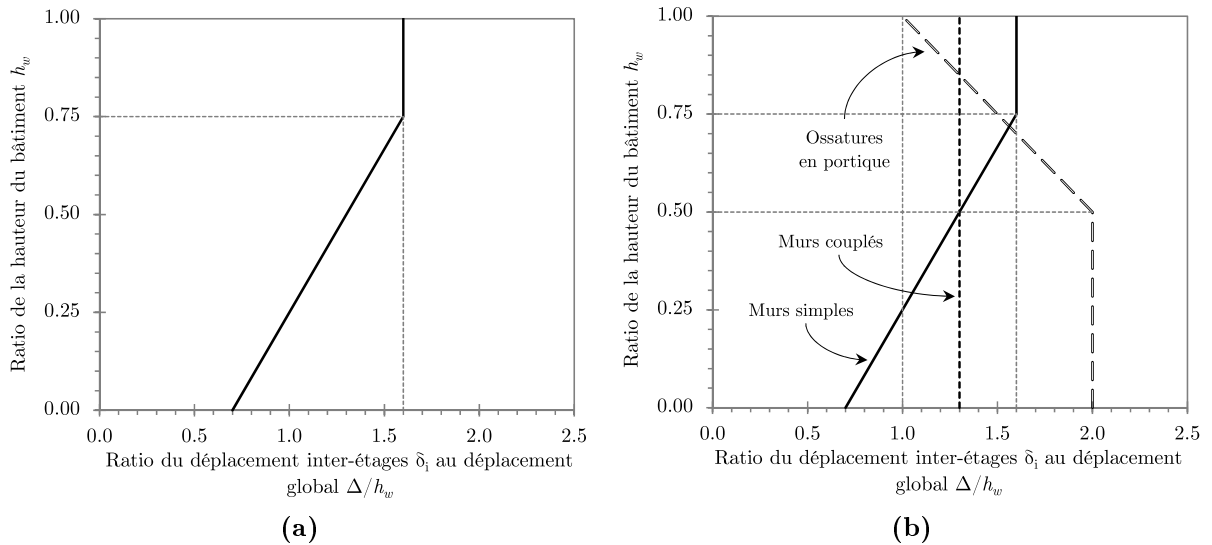 Ratio de la hauteur du bâtiment h_w
1.00
0.75
0.50
0.25
0.00
0.0 0.5 1.0 1.5 2.0 2.5
Ratio du déplacement inter-étages δ_i au déplacement
global Δ/h_w
(a)
Ratio de la hauteur du bâtiment h_w
1.00
0.75
0.50
0.25
0.00
Ossatures
en portique
Murs couplés
Murs simples
0.0 0.5 1.0 1.5 2.0 2.5
Ratio du déplacement inter-étages δ_i au déplacement
global Δ/h_w
(b)